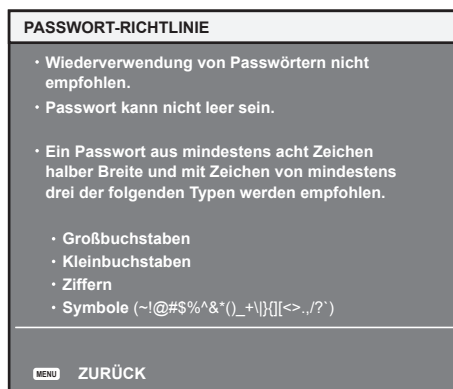 PASSWORT-RICHTLINIE
· Wiederverwendung von Passwörtern nicht
empfohlen.
· Passwort kann nicht leer sein.
· Ein Passwort aus mindestens acht Zeichen
halber Breite und mit Zeichen von mindestens
drei der folgenden Typen werden empfohlen.
· Großbuchstaben
· Kleinbuchstaben
· Ziffern
· Symbole (~!@#$%^&*()_+\|}{[][<>.,/?`)
MENU ZURÜCK